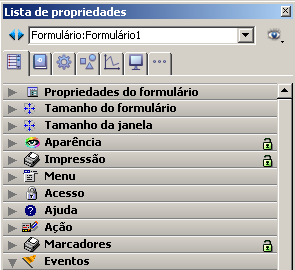 Lista de propriedades
Formulário:Formulário1
Propriedades do formulário
Tamanho do formulário
Tamanho da janela
Aparência
Impressão
Menu
Acesso
Ajuda
Ação
Marcadores
Eventos